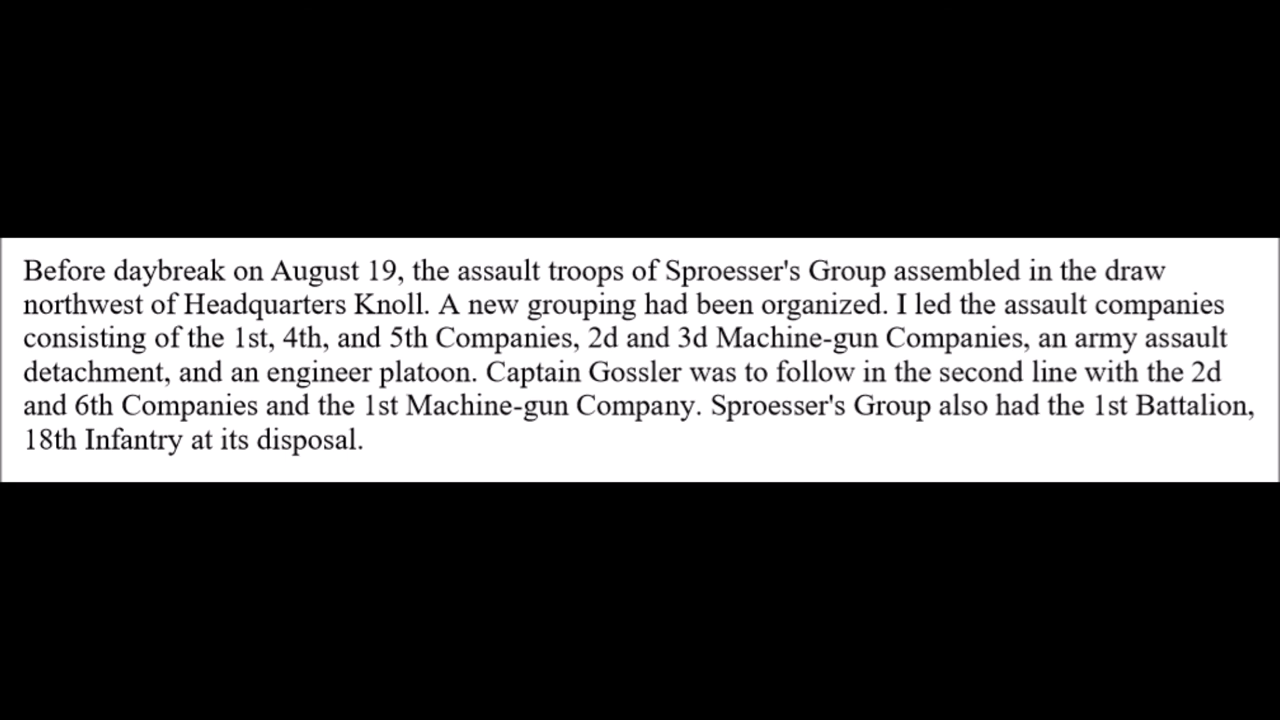 Before daybreak on August 19, the assault troops of Sproesser's Group assembled in the draw
northwest of Headquarters Knoll. A new grouping had been organized. I led the assault companies
consisting of the 1st, 4th, and 5th Companies, 2d and 3d Machine-gun Companies, an army assault
detachment, and an engineer platoon. Captain Gossler was to follow in the second line with the 2d
and 6th Companies and the 1st Machine-gun Company. Sproesser's Group also had the 1st Battalion,
18th Infantry at its disposal.